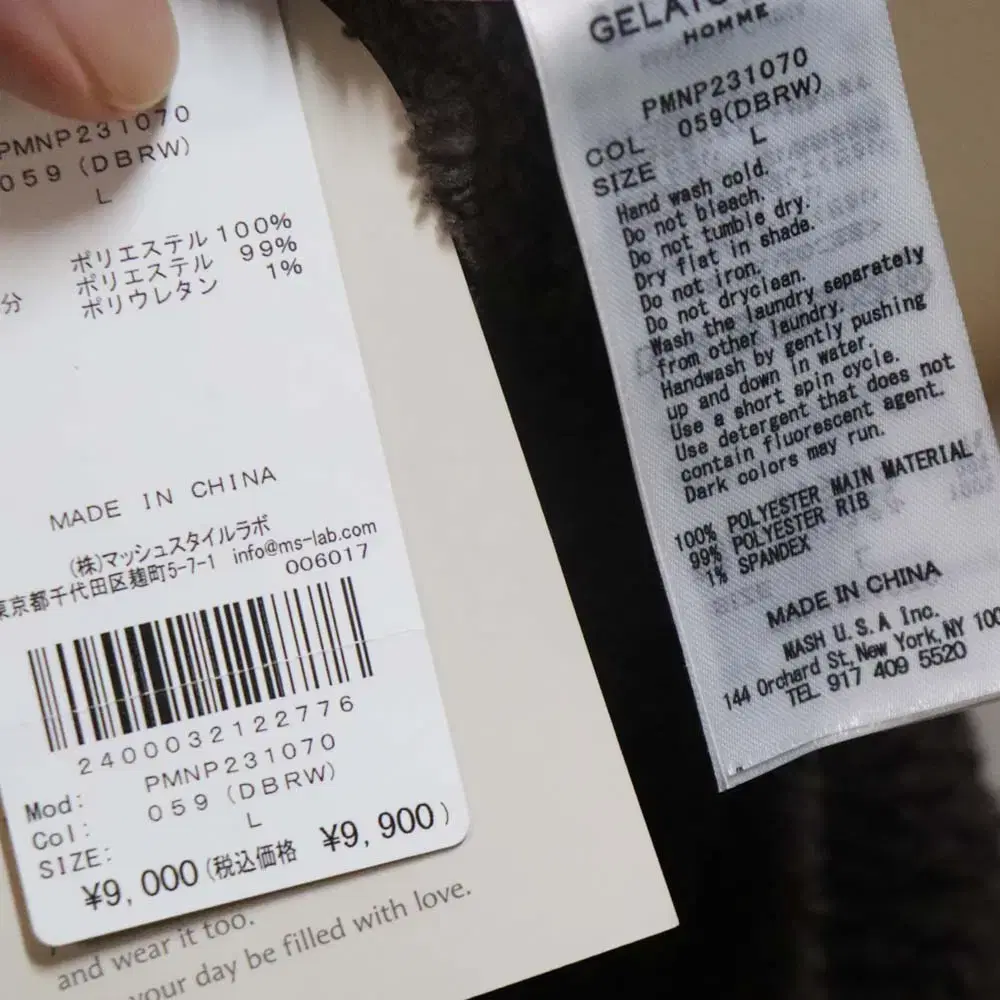 PMNP231070
059 (DBRW)
L
ポリエステル 100%
分 ポリエステル 99%
ポリウレタン 1%
MADE IN CHINA
(株)マッシュスタイルラボ
東京都千代田区麹町5-7-1 info@ms-lab.com
006017
2400032122776
Mod: PMNP231070
Col: 059 (DBRW)
SIZE: L
¥9,000(税込価格 ¥9,900)
and wear it too.
your day be filled with love.
HOMME
PMNP231070
COL 059(DBRW)
SIZE L
Hand wash cold.
Do not bleach.
Do not tumble dry.
Dry flat in shade.
Do not iron.
Do not dryclean.
Wash the laundry separately
from other laundry.
Handwash by gently pushing
up and down in water.
Use a short spin cycle.
Use detergent that does not
contain fluorescent agent.
Dark colors may run.
100% POLYESTER MAIN MATERIAL
99% POLYESTER RIB
1% SPANDEX
MADE IN CHINA
MASH U.S.A Inc.
144 Orchard St, New York, NY 100
TEL 917 409 5520